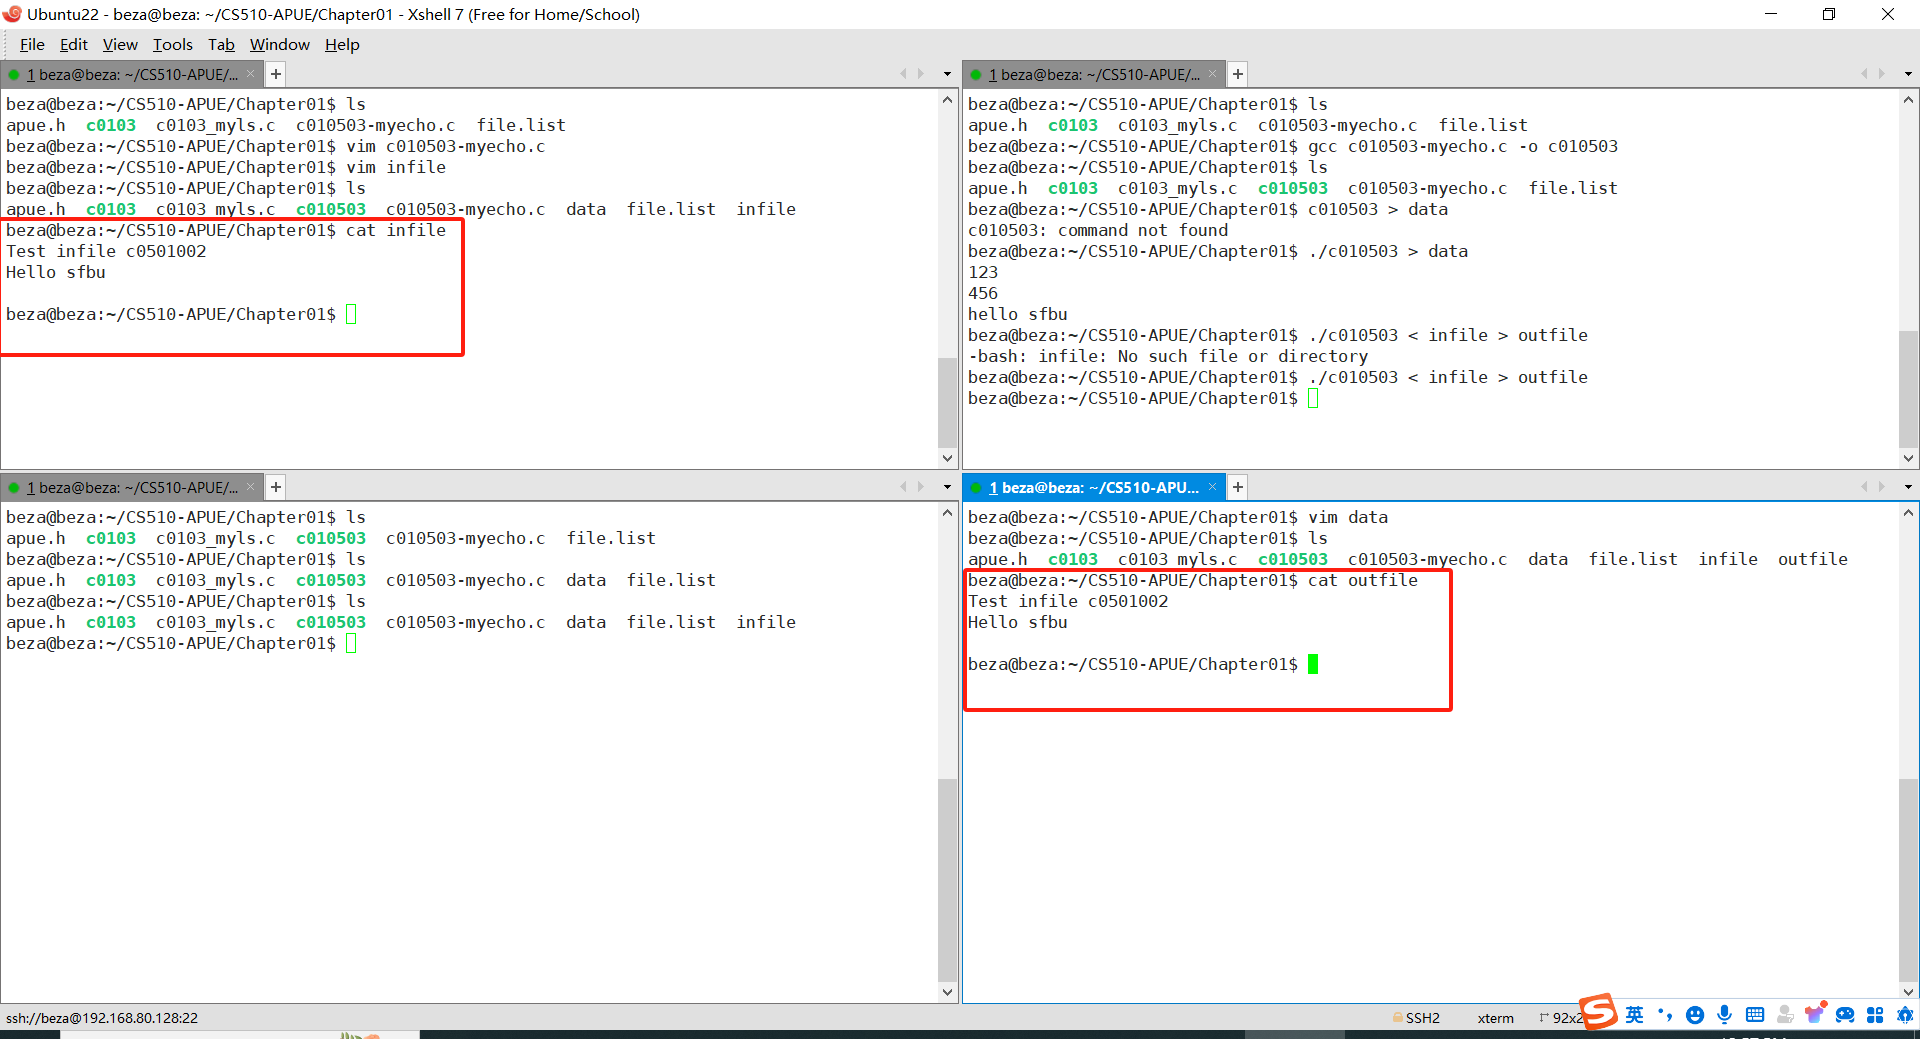 Ubuntu22 - beza@beza: ~/CS510-APUE/Chapter01 - Xshell 7 (Free for Home/School)
File Edit View Tools Tab Window Help
1 beza@beza: ~/CS510-APUE/...
beza@beza:~/CS510-APUE/Chapter01$ ls
apue.h c0103 c0103_myls.c c010503-myecho.c file.list
beza@beza:~/CS510-APUE/Chapter01$ vim c010503-myecho.c
beza@beza:~/CS510-APUE/Chapter01$ vim infile
beza@beza:~/CS510-APUE/Chapter01$ ls
apue.h c0103 c0103_myls.c c010503 c010503-myecho.c data file.list infile
beza@beza:~/CS510-APUE/Chapter01$ cat infile
Test infile c0501002
Hello sfbu
beza@beza:~/CS510-APUE/Chapter01$
1 beza@beza: ~/CS510-APUE/...
beza@beza:~/CS510-APUE/Chapter01$ ls
apue.h c0103 c0103_myls.c c010503-myecho.c file.list
beza@beza:~/CS510-APUE/Chapter01$ gcc c010503-myecho.c -o c010503
beza@beza:~/CS510-APUE/Chapter01$ ls
apue.h c0103 c0103_myls.c c010503 c010503-myecho.c file.list
beza@beza:~/CS510-APUE/Chapter01$ c010503 > data
c010503: command not found
beza@beza:~/CS510-APUE/Chapter01$ ./c010503 > data
123
456
hello sfbu
beza@beza:~/CS510-APUE/Chapter01$ ./c010503 < infile > outfile
-bash: infile: No such file or directory
beza@beza:~/CS510-APUE/Chapter01$ ./c010503 < infile > outfile
beza@beza:~/CS510-APUE/Chapter01$
1 beza@beza: ~/CS510-APUE/...
beza@beza:~/CS510-APUE/Chapter01$ ls
apue.h c0103 c0103_myls.c c010503 c010503-myecho.c file.list
beza@beza:~/CS510-APUE/Chapter01$ ls
apue.h c0103 c0103_myls.c c010503 c010503-myecho.c data file.list
beza@beza:~/CS510-APUE/Chapter01$ ls
apue.h c0103 c0103_myls.c c010503 c010503-myecho.c data file.list infile
beza@beza:~/CS510-APUE/Chapter01$
1 beza@beza: ~/CS510-APU...
beza@beza:~/CS510-APUE/Chapter01$ vim data
beza@beza:~/CS510-APUE/Chapter01$ ls
apue.h c0103 c0103_myls.c c010503 c010503-myecho.c data file.list infile outfile
beza@beza:~/CS510-APUE/Chapter01$ cat outfile
Test infile c0501002
Hello sfbu
beza@beza:~/CS510-APUE/Chapter01$
ssh://beza@192.168.80.128:22
SSH2 xterm 92x2
英